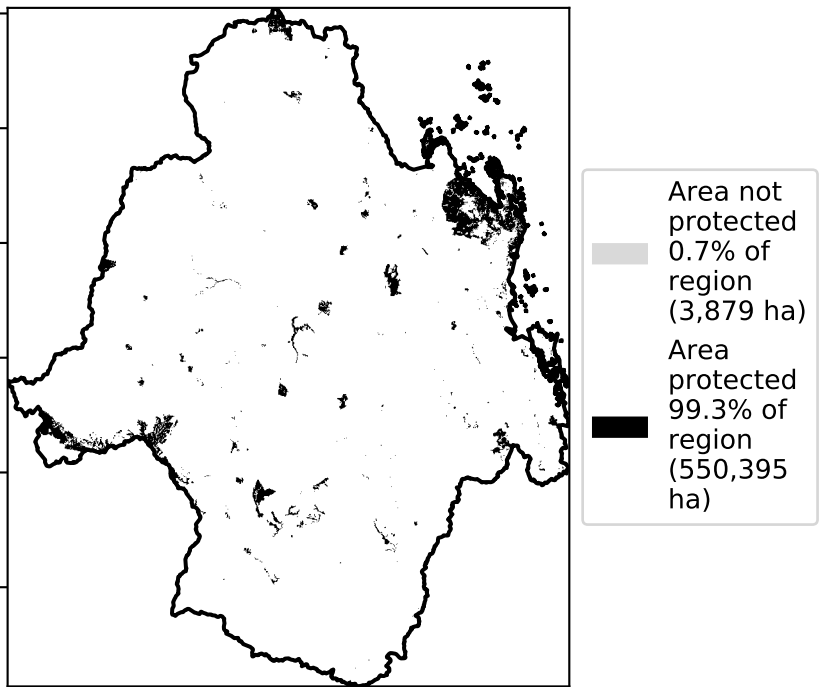 Area not
protected
0.7% of
region
(3,879 ha)
Area
protected
99.3% of
region
(550,395
ha)